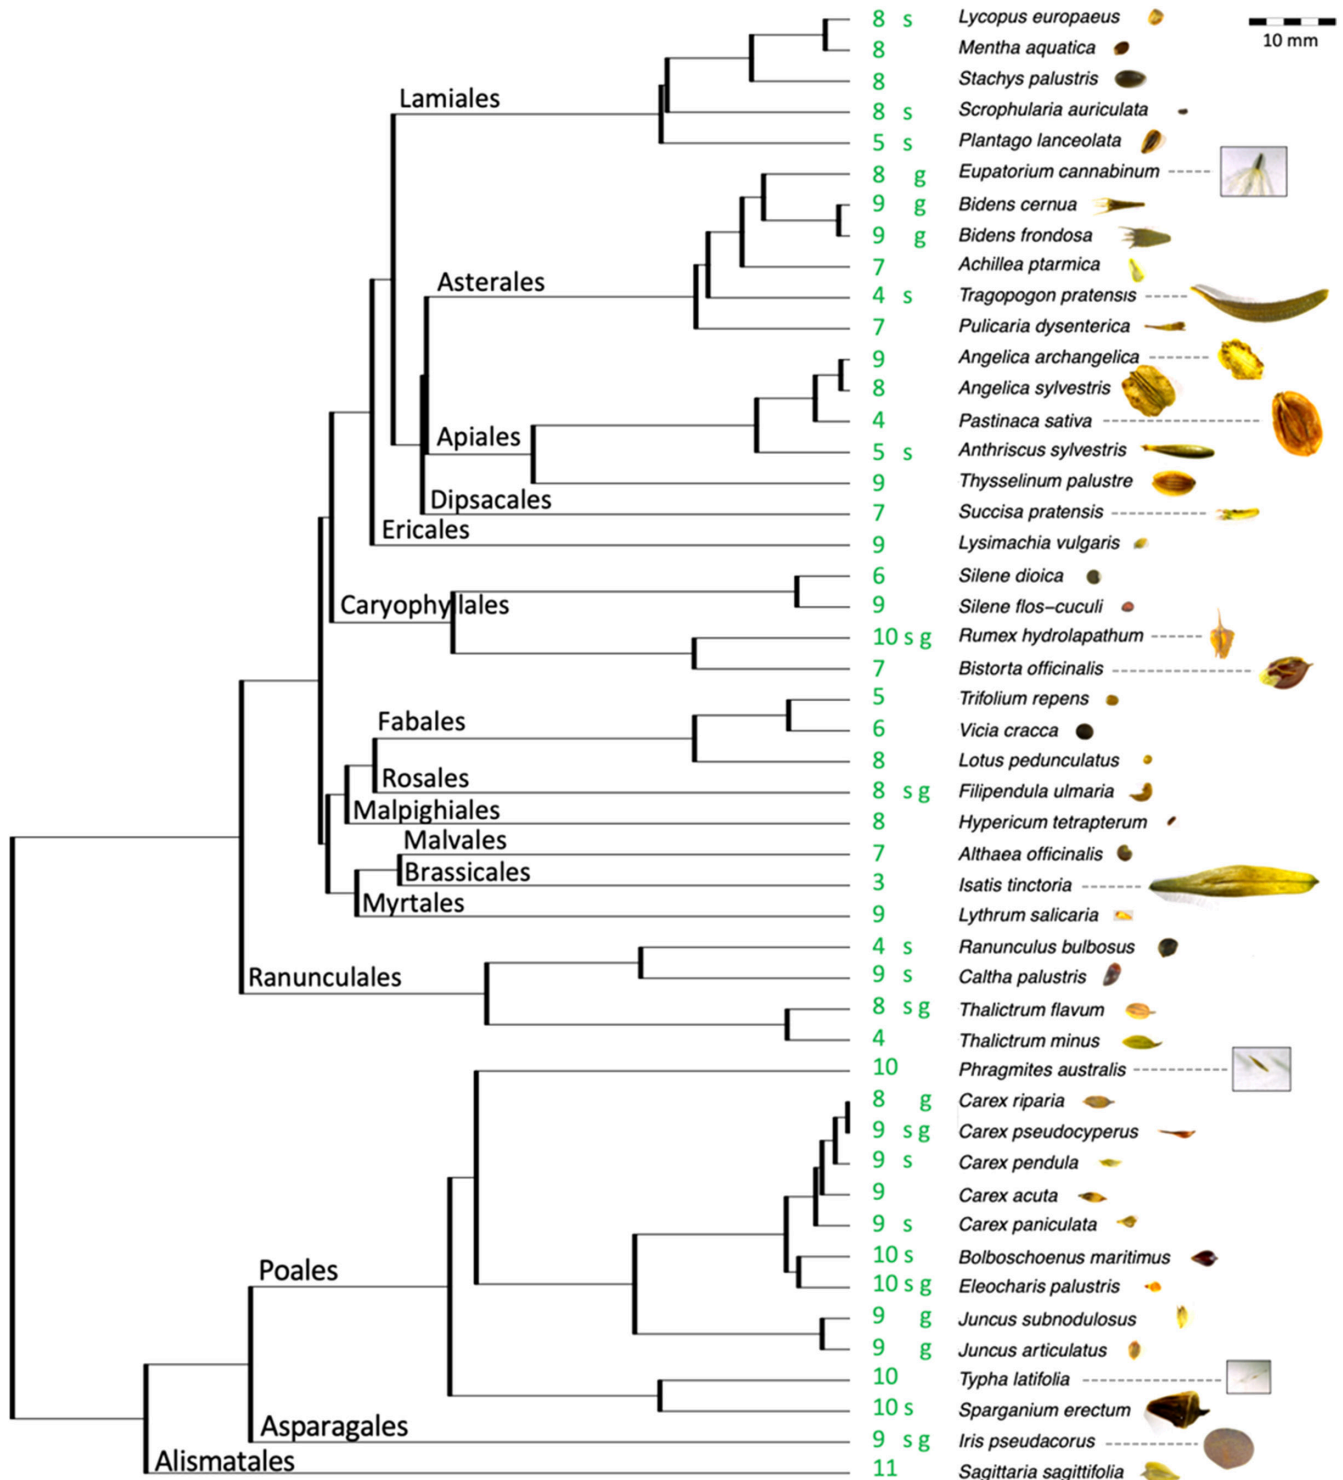 8 s Lycopus europaeus
10 mm
8 Mentha aquatica
8 Stachys palustris
Lamiales
8 s Scrophularia auriculata
5 s Plantago lanceolata
8 g Eupatorium cannabinum
9 g Bidens cernua
9 g Bidens frondosa
7 Achillea ptarmica
Asterales
4 s Tragopogon pratensis
7 Pulicaria dysenterica
9 Angelica archangelica
8 Angelica sylvestris
4 Pastinaca sativa
Apiales
5 s Anthriscus sylvestris
9 Thysselinum palustre
Dipsacales
7 Succisa pratensis
Ericales
9 Lysimachia vulgaris
6 Silene dioica
Caryophyllales
9 Silene flos–cuculi
10 s g Rumex hydrolapathum
7 Bistorta officinalis
5 Trifolium repens
Fabales
6 Vicia cracca
8 Lotus pedunculatus
Rosales
8 s g Filipendula ulmaria
Malpighiales
8 Hypericum tetrapterum
Malvales
7 Althaea officinalis
Brassicales
3 Isatis tinctoria
Myrtales
9 Lythrum salicaria
4 s Ranunculus bulbosus
Ranunculales
9 s Caltha palustris
8 s g Thalictrum flavum
4 Thalictrum minus
10 Phragmites australis
8 g Carex riparia
9 s g Carex pseudocyperus
9 s Carex pendula
9 Carex acuta
9 s Carex paniculata
10 s Bolboschoenus maritimus
Poales
10 s g Eleocharis palustris
9 g Juncus subnodulosus
9 g Juncus articulatus
10 Typha latifolia
10 s Sparganium erectum
Asparagales
9 s g Iris pseudacorus
Alismatales
11 Sagittaria sagittifolia